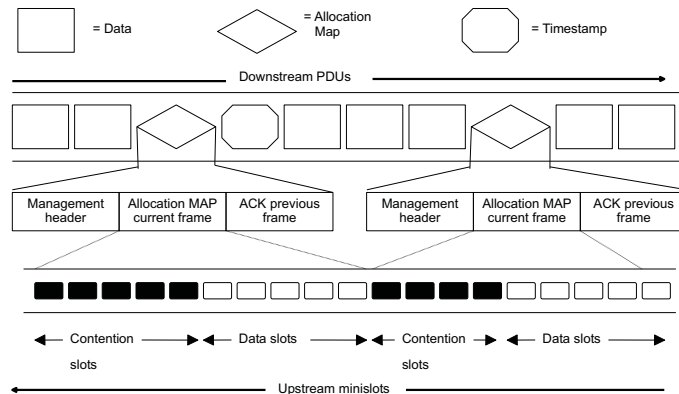 = Data
= Allocation
Map
= Timestamp
Downstream PDUs
Management
header
Allocation MAP
current frame
ACK previous
frame
Management
header
Allocation MAP
current frame
ACK previous
frame
Contention
slots
Data slots
Contention
slots
Data slots
Upstream minislots